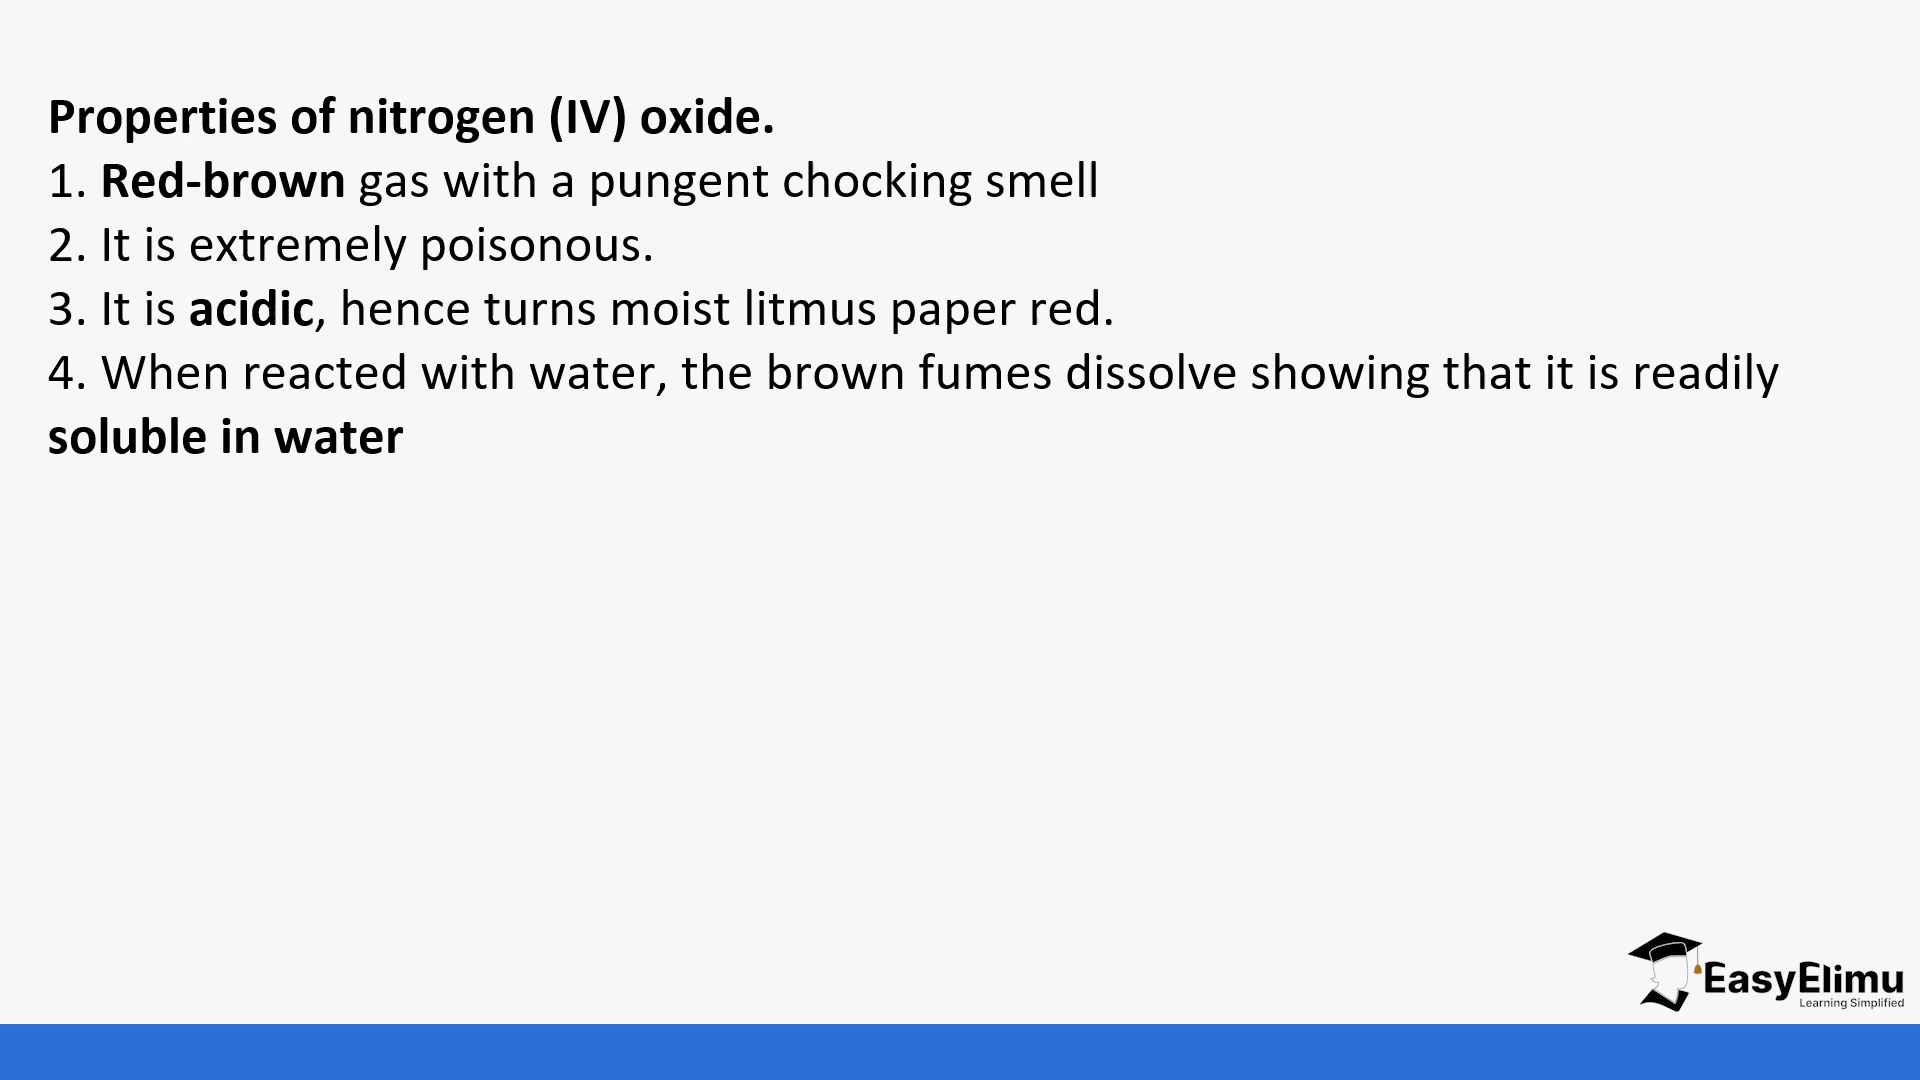 Properties of nitrogen (IV) oxide.
1. Red-brown gas with a pungent chocking smell
2. It is extremely poisonous.
3. It is acidic, hence turns moist litmus paper red.
4. When reacted with water, the brown fumes dissolve showing that it is readily
soluble in water
EasyElimu
Learning Simplified